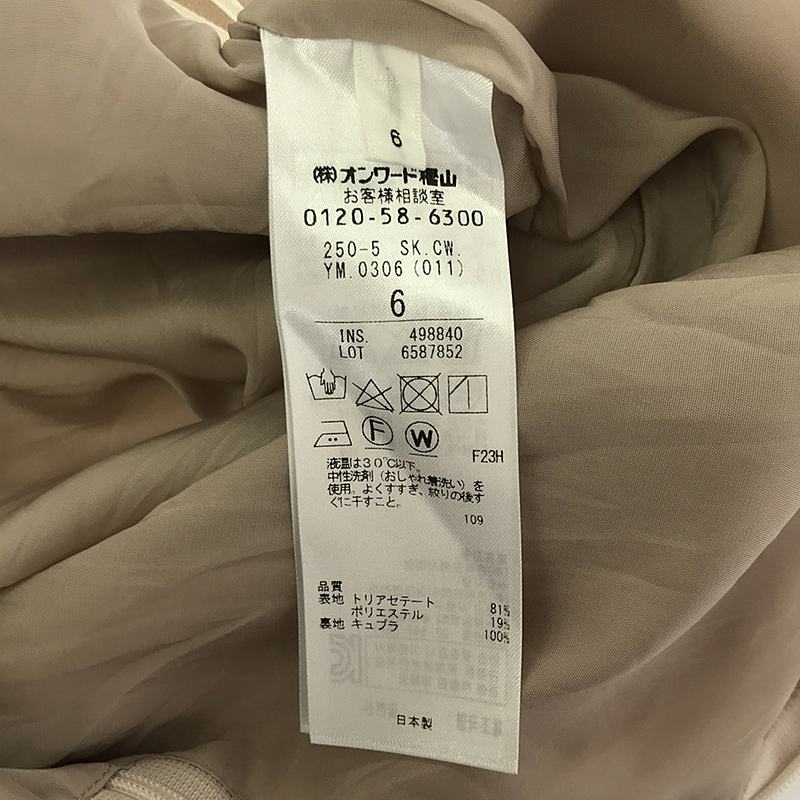 6
㈱オンワード樫山
お客様相談室
0120-58-6300
250-5 SK.CW.
YM.0306(011)
6
INS. 498840
LOT 6587852
F W
F23H
液温は30℃以下。
中性洗剤(おしゃれ着洗い)を
使用。よくすすぎ、絞りの後す
ぐに干すこと。
109
品質
表地 トリアセテート 81%
ポリエステル 19%
裏地 キュプラ 100%
日本製